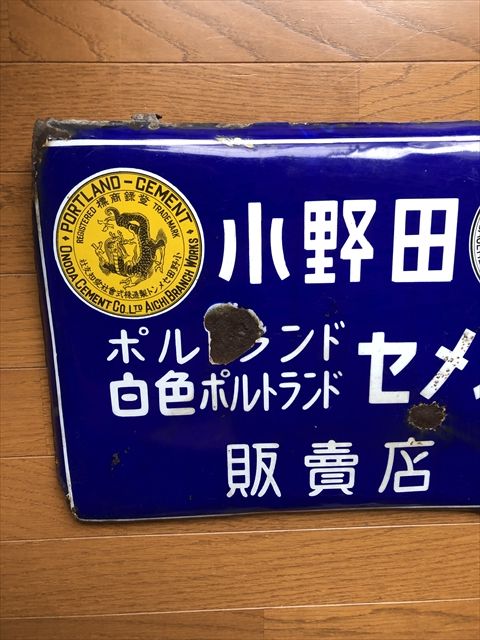 PORTLAND-CEMENT
標商録登
REGISTERED TRADEMARK
ONODA CEMENT CO. LTD AICHI BRANCH WORKS
小野田
ポル ランド
白色ポルトランド
セメ
販賣店